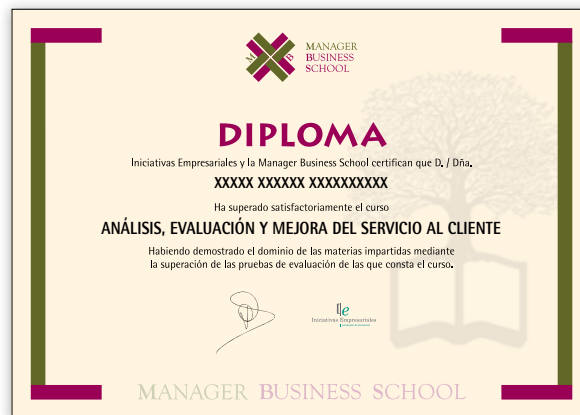 M B
MANAGER
BUSINESS
SCHOOL
DIPLOMA
Iniciativas Empresariales y la Manager Business School certifican que D. / Dña.
XXXXX XXXXXX XXXXXXXXXX
Ha superado satisfactoriamente el curso
ANÁLISIS, EVALUACIÓN Y MEJORA DEL SERVICIO AL CLIENTE
Habiendo demostrado el dominio de las materias impartidas mediante
la superación de las pruebas de evaluación de las que consta el curso.
Iniciativas Empresariales
MANAGER BUSINESS SCHOOL